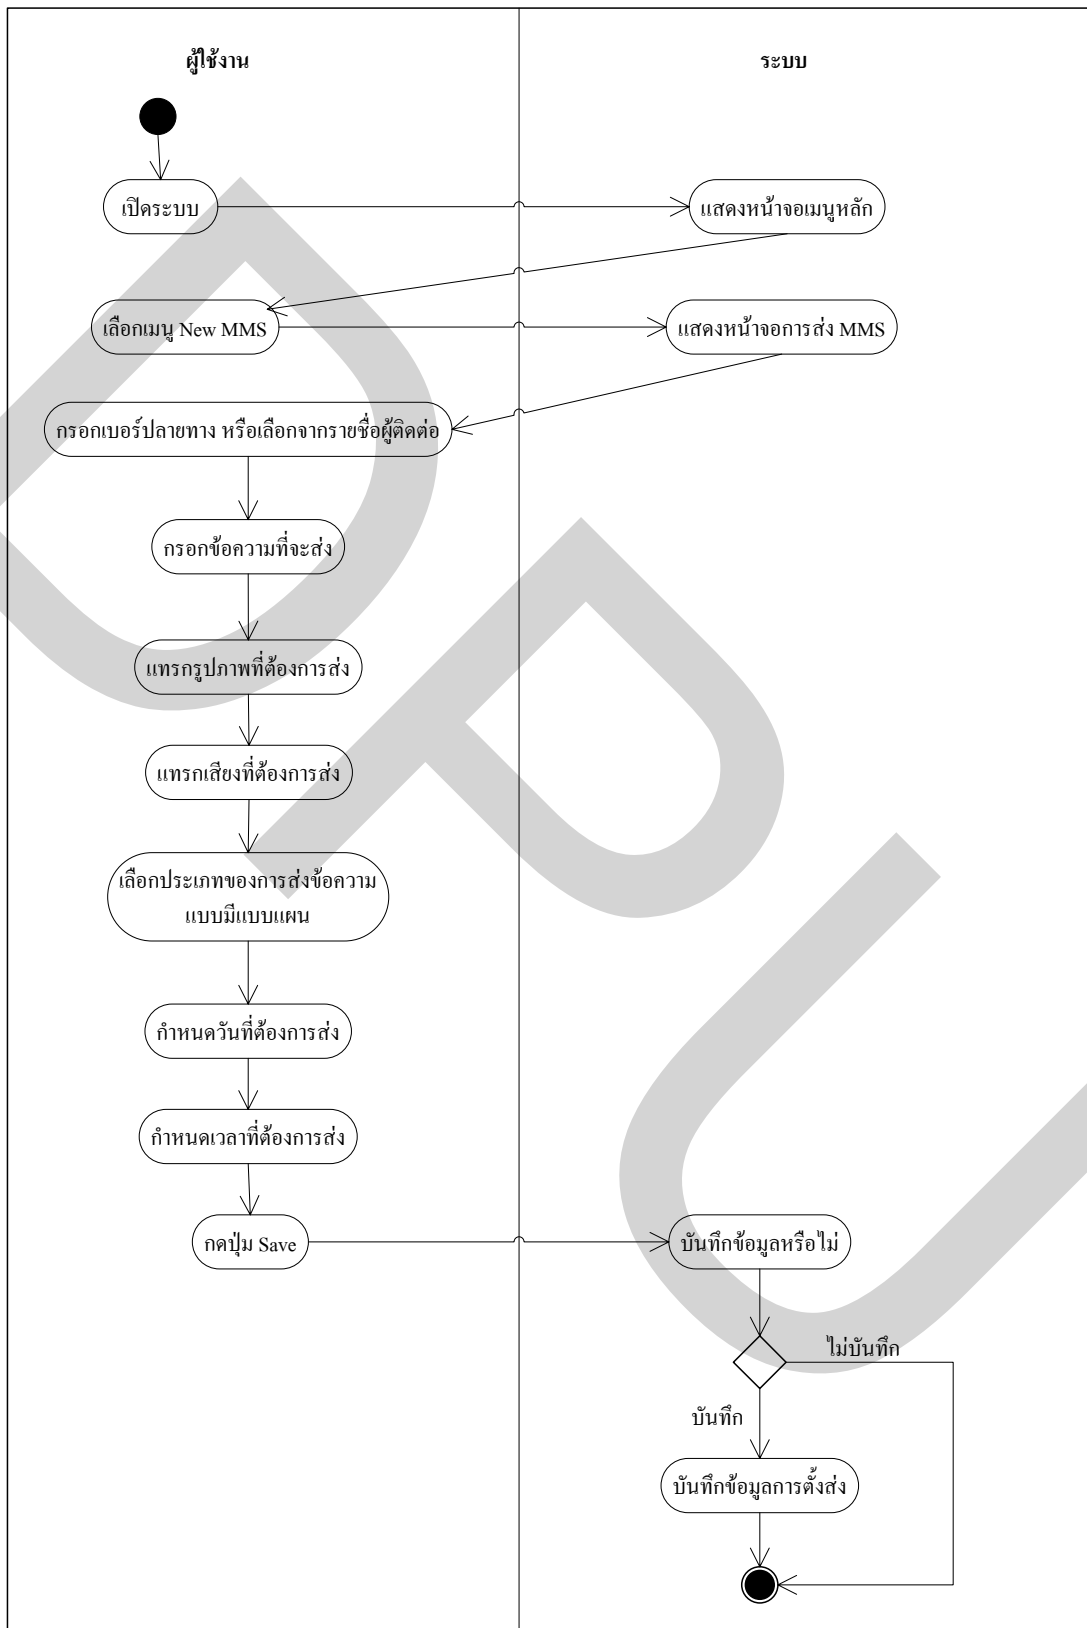 ผู้ใช้งาน
ระบบ
เปิดระบบ
แสดงหน้าจอเมนูหลัก
เลือกเมนู New MMS
แสดงหน้าจอการส่ง MMS
กรอกเบอร์ปลายทาง หรือเลือกจากรายชื่อผู้ติดต่อ
กรอกข้อความที่จะส่ง
แทรกรูปภาพที่ต้องการส่ง
แทรกเสียงที่ต้องการส่ง
เลือกประเภทของการส่งข้อความ
แบบมีแบบแผน
กำหนดวันที่ต้องการส่ง
กำหนดเวลาที่ต้องการส่ง
กดปุ่ม Save
บันทึกข้อมูลหรือไม่
ไม่บันทึก
บันทึก
บันทึกข้อมูลการตั้งส่ง
DPU